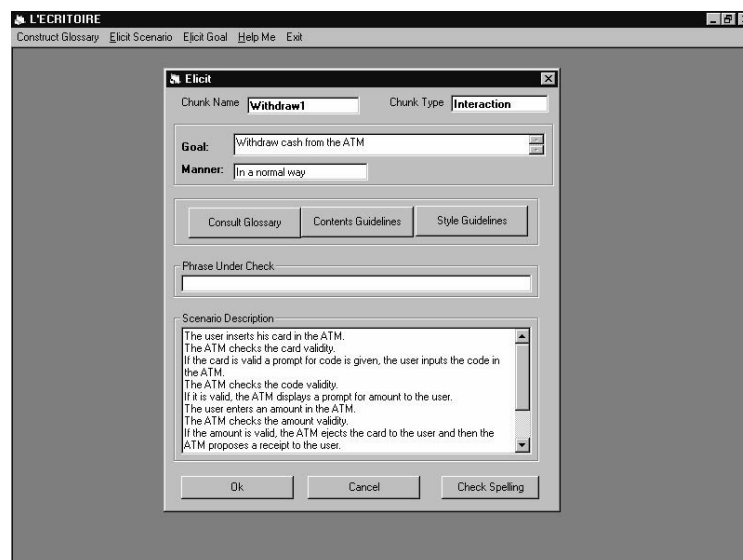 L'ECRITOIRE
Construct Glossary Elicit Scenario Elicit Goal Help Me Exit
Elicit
Chunk Name Withdraw1 Chunk Type Interaction
Goal: Withdraw cash from the ATM
Manner: In a normal way
Consult Glossary Contents Guidelines Style Guidelines
Phrase Under Check
Scenario Description
The user inserts his card in the ATM.
The ATM checks the card validity.
If the card is valid a prompt for code is given, the user inputs the code in
the ATM.
The ATM checks the code validity.
If it is valid, the ATM displays a prompt for amount to the user.
The user enters an amount in the ATM.
The ATM checks the amount validity.
If the amount is valid, the ATM ejects the card to the user and then the
ATM proposes a receipt to the user.
Ok Cancel Check Spelling